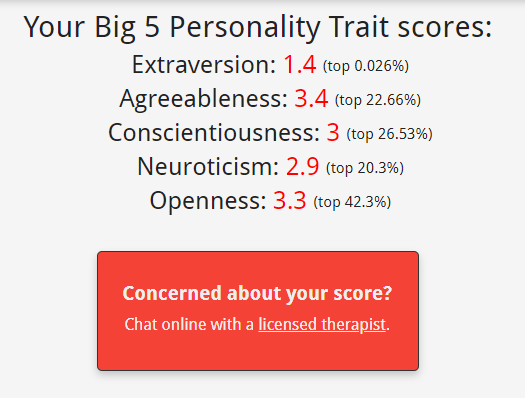 Your Big 5 Personality Trait scores:
Extraversion: 1.4 (top 0.026%)
Agreeableness: 3.4 (top 22.66%)
Conscientiousness: 3 (top 26.53%)
Neuroticism: 2.9 (top 20.3%)
Openness: 3.3 (top 42.3%)
Concerned about your score?
Chat online with a licensed therapist.